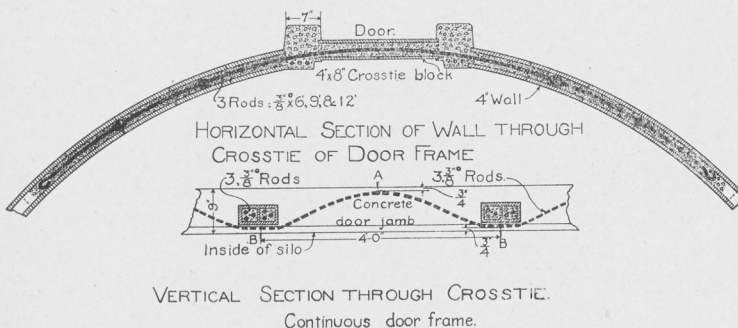 7"
Door.
4"x8" Crosstie block
3 Rods: 3/8"° x 6', 9', & 12'
4" Wall
HORIZONTAL SECTION OF WALL THROUGH
CROSSTIE OF DOOR FRAME
3, 3/8"° Rods
A
3/4"
3, 3/8"° Rods.
9"
Concrete
door jamb
B
4'-0"
B
3/4"
Inside of silo
VERTICAL SECTION THROUGH CROSSTIE.
Continuous door frame.